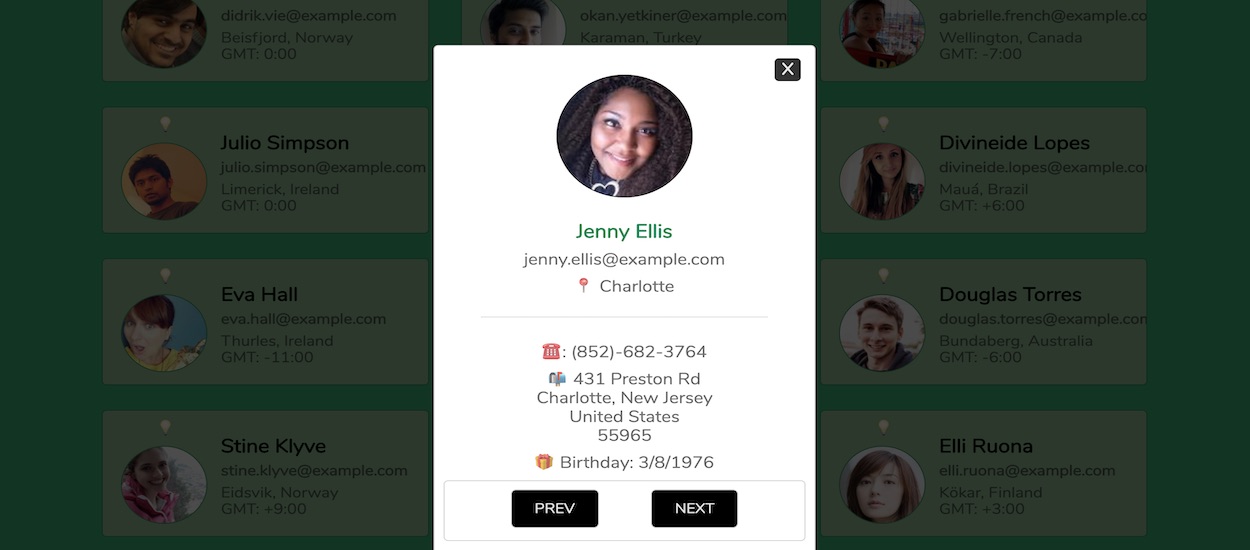 didrik.vie@example.com
Beisfjord, Norway
GMT: 0:00
okan.yetkiner@example.com
Karaman, Turkey
gabrielle.french@example.co
Wellington, Canada
GMT: -7:00
Julio Simpson
julio.simpson@example.com
Limerick, Ireland
GMT: 0:00
Eva Hall
eva.hall@example.com
Thurles, Ireland
GMT: -11:00
Stine Klyve
stine.klyve@example.com
Eidsvik, Norway
GMT: +9:00
X
Jenny Ellis
jenny.ellis@example.com
📍 Charlotte
☎️: (852)-682-3764
📬 431 Preston Rd
Charlotte, New Jersey
United States
55965
🎁 Birthday: 3/8/1976
PREV NEXT
Divineide Lopes
divineide.lopes@example.co
Mauá, Brazil
GMT: +6:00
Douglas Torres
douglas.torres@example.con
Bundaberg, Australia
GMT: -6:00
Elli Ruona
elli.ruona@example.com
Kökar, Finland
GMT: +3:00